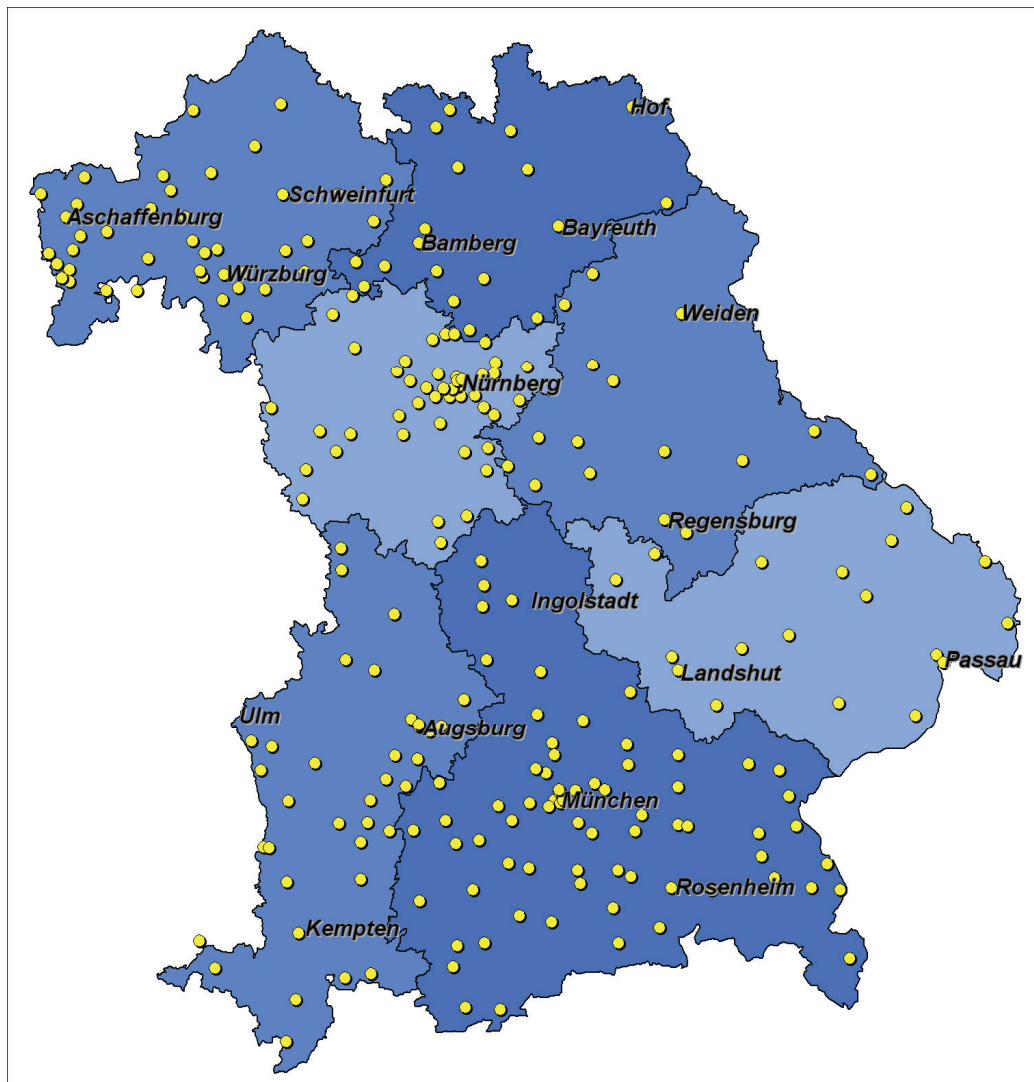 Hof
Schweinfurt
Aschaffenburg
Bayreuth
Bamberg
Würzburg
Weiden
Nürnberg
Regensburg
Ingolstadt
Passau
Landshut
Ulm
Augsburg
München
Rosenheim
Kempten